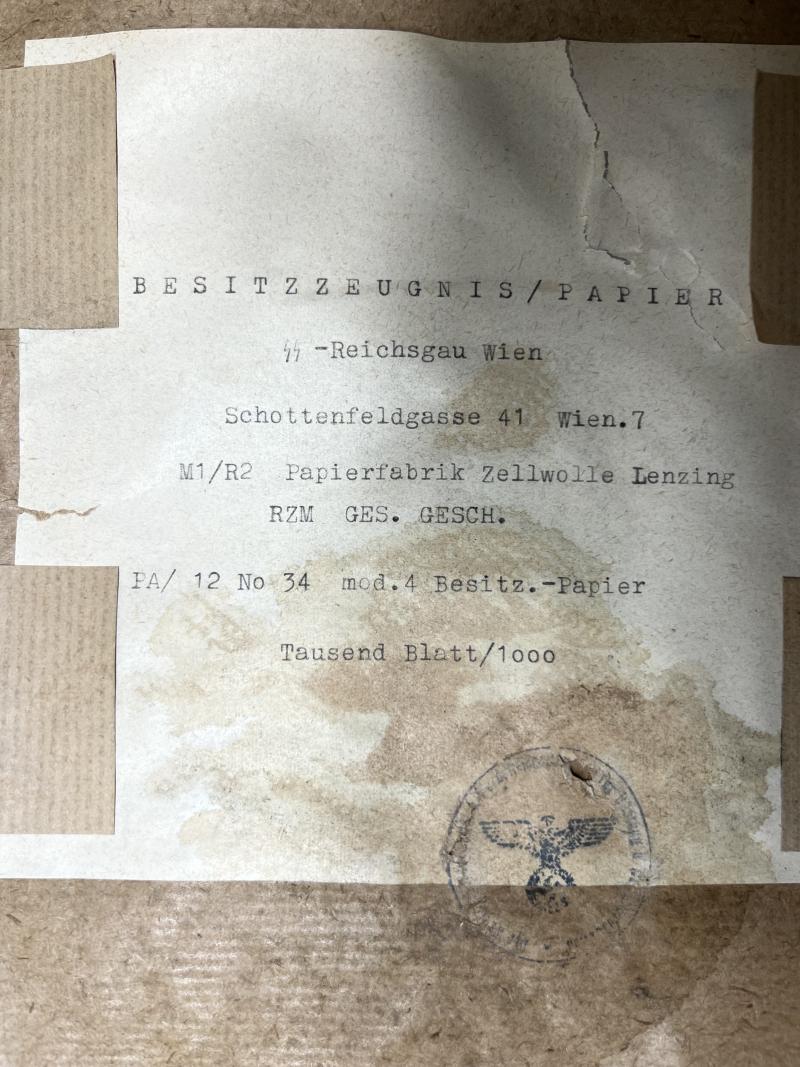 BESITZZEUGNIS/PAPIER
ᛋᛋ -Reichsgau Wien
Schottenfeldgasse 41 Wien.7
M1/R2 Papierfabrik Zellwolle Lenzing
RZM GES. GESCH.
PA/ 12 No 34 mod.4 Besitz.-Papier
Tausend Blatt/1ooo